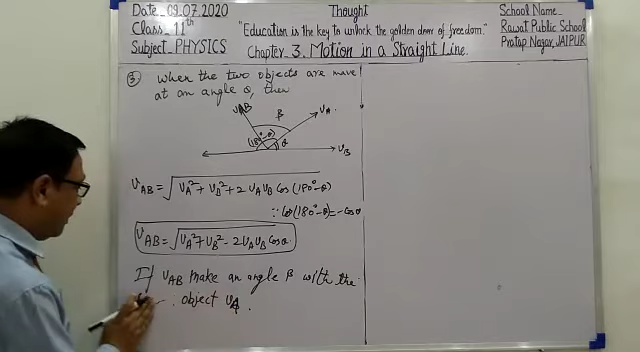 Date 09.07.2020
Thought
School Name
Class 11th
"Education is the key to unlock the golden door of freedom."
Rawat Public School
Subject PHYSICS
Chapter 3. Motion in a Straight Line
Pratap Nagar, JAIPUR
③ When the two objects are move
at an angle θ, then
VAB
β
VA
(180°-θ)
θ
VB
VAB = √VA²+VB²+2VAVB Cos(180°-θ)
∵ Cos(180°-θ)=-Cosθ
VAB = √VA²+VB²-2VAVB Cosθ
If VAB make an angle β with the
object VA.